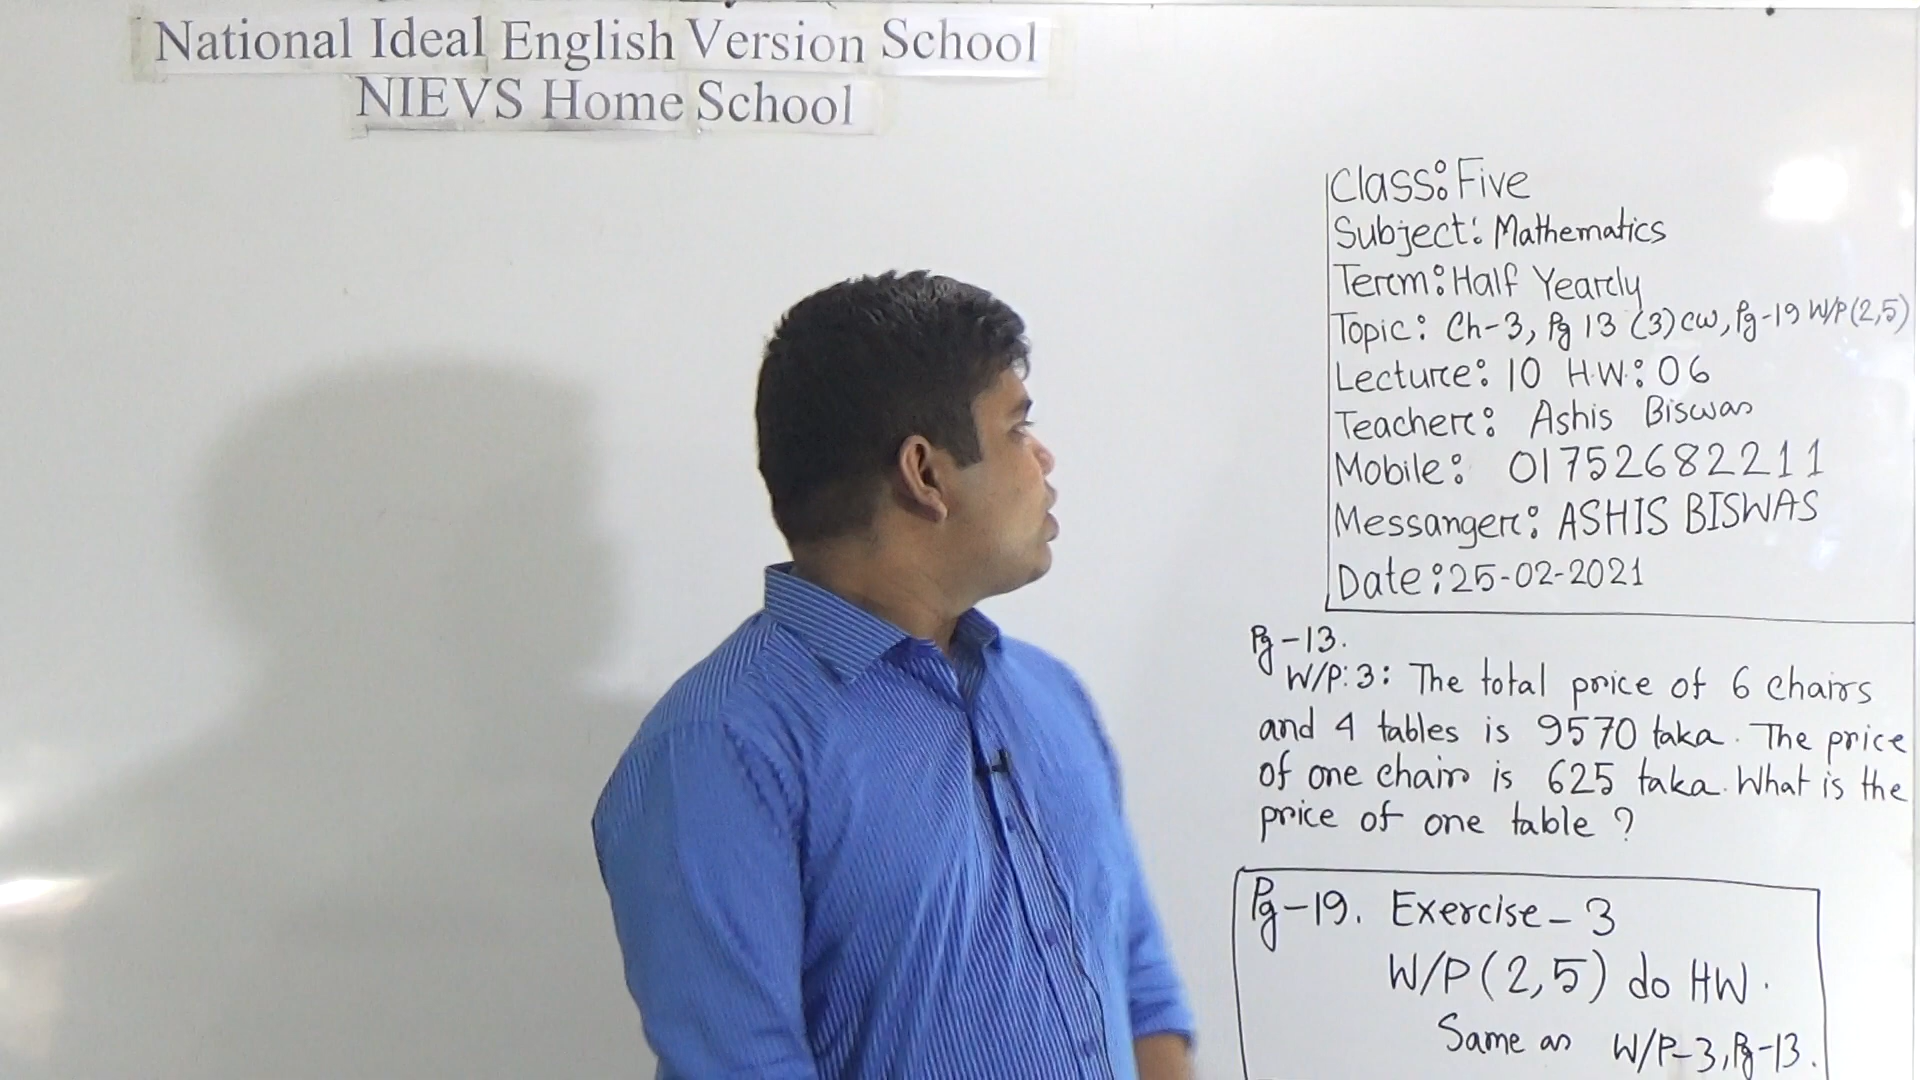 National Ideal English Version School
NIEVS Home School
Class: Five
Subject: Mathematics
Term: Half Yearly
Topic: Ch-3, Pg 13 (3) CW, Pg-19 W/P (2,5)
Lecture: 10 H.W.: 06
Teacher: Ashis Biswas
Mobile: 01752682211
Messanger: ASHIS BISWAS
Date: 25-02-2021
Pg-13.
W/P: 3: The total price of 6 chairs
and 4 tables is 9570 taka. The price
of one chair is 625 taka. What is the
price of one table?
Pg-19. Exercise-3
W/P (2,5) do HW.
Same as W/P-3, Pg-13.